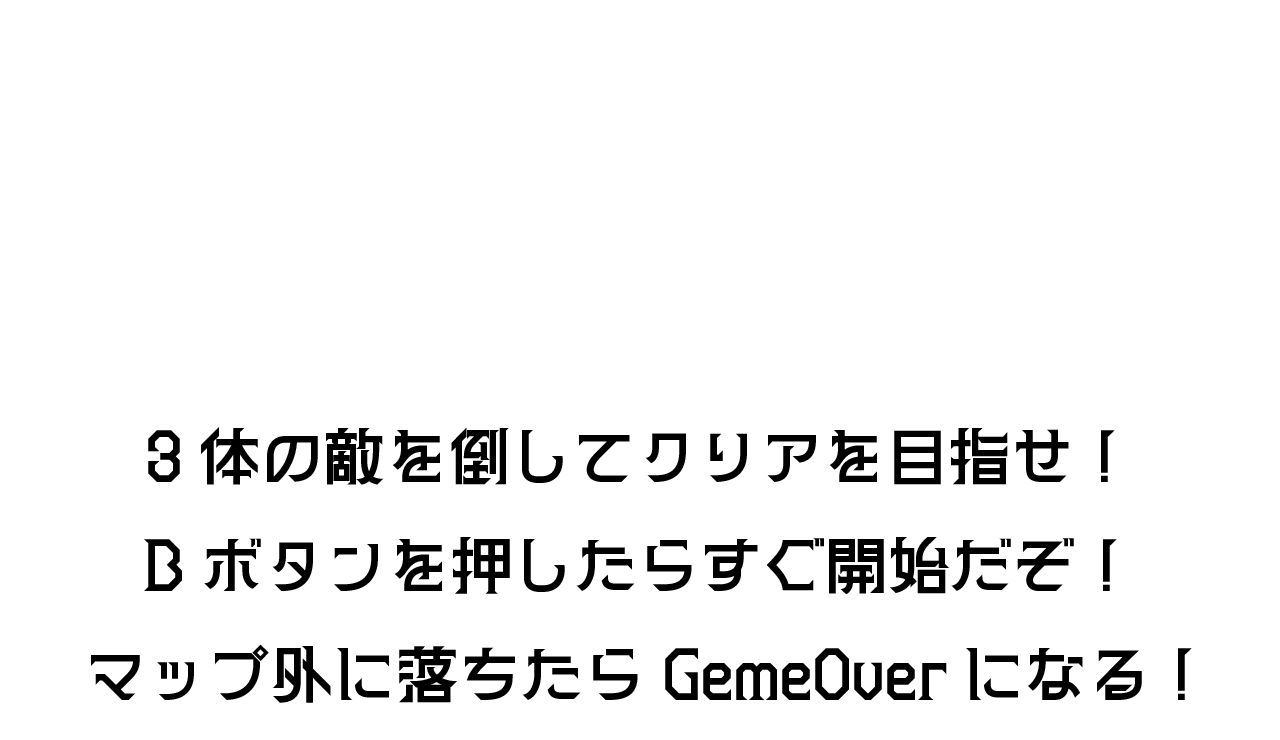 3体の敵を倒してクリアを目指せ！
Bボタンを押したらすぐ開始だぞ！
マップ外に落ちたらGemeOverになる！